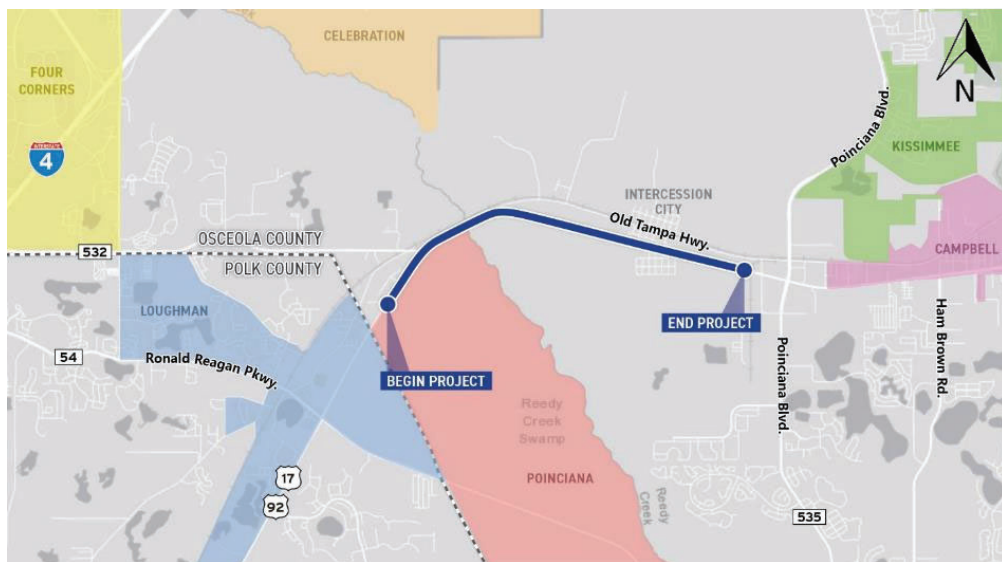 CELEBRATION
FOUR
CORNERS
INTERSTATE
4
N
Poinciana Blvd.
KISSIMMEE
INTERCESSION
CITY
Old Tampa Hwy.
CAMPBELL
532
OSCEOLA COUNTY
POLK COUNTY
LOUGHMAN
END PROJECT
54
Ronald Reagan Pkwy.
BEGIN PROJECT
Poinciana Blvd.
Ham Brown Rd.
Reedy
Creek
Swamp
POINCIANA
17
92
Reedy
Creek
535